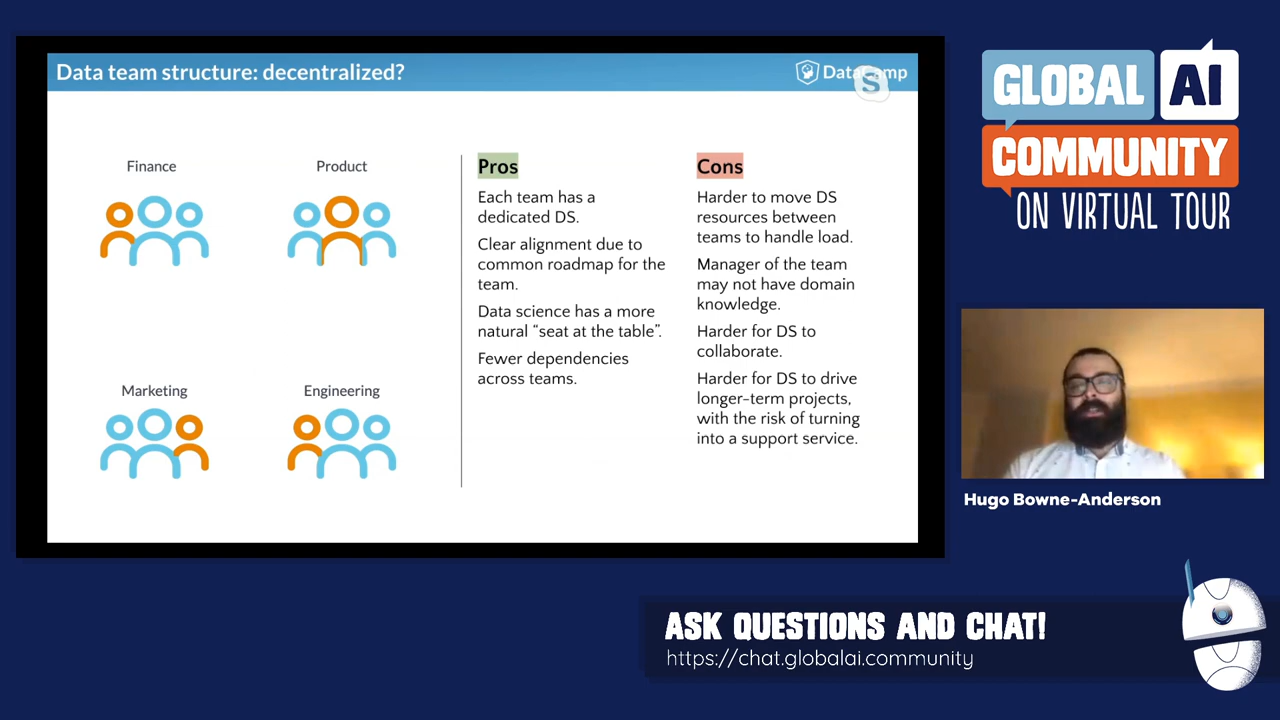 Data team structure: decentralized?
DataCamp
S
Finance
Product
Marketing
Engineering
Pros
Each team has a
dedicated DS.
Clear alignment due to
common roadmap for the
team.
Data science has a more
natural “seat at the table”.
Fewer dependencies
across teams.
Cons
Harder to move DS
resources between
teams to handle load.
Manager of the team
may not have domain
knowledge.
Harder for DS to
collaborate.
Harder for DS to drive
longer-term projects,
with the risk of turning
into a support service.
GLOBAL AI
COMMUNITY
ON VIRTUAL TOUR
Hugo Bowne-Anderson
ASK QUESTIONS AND CHAT!
https://chat.globalai.community